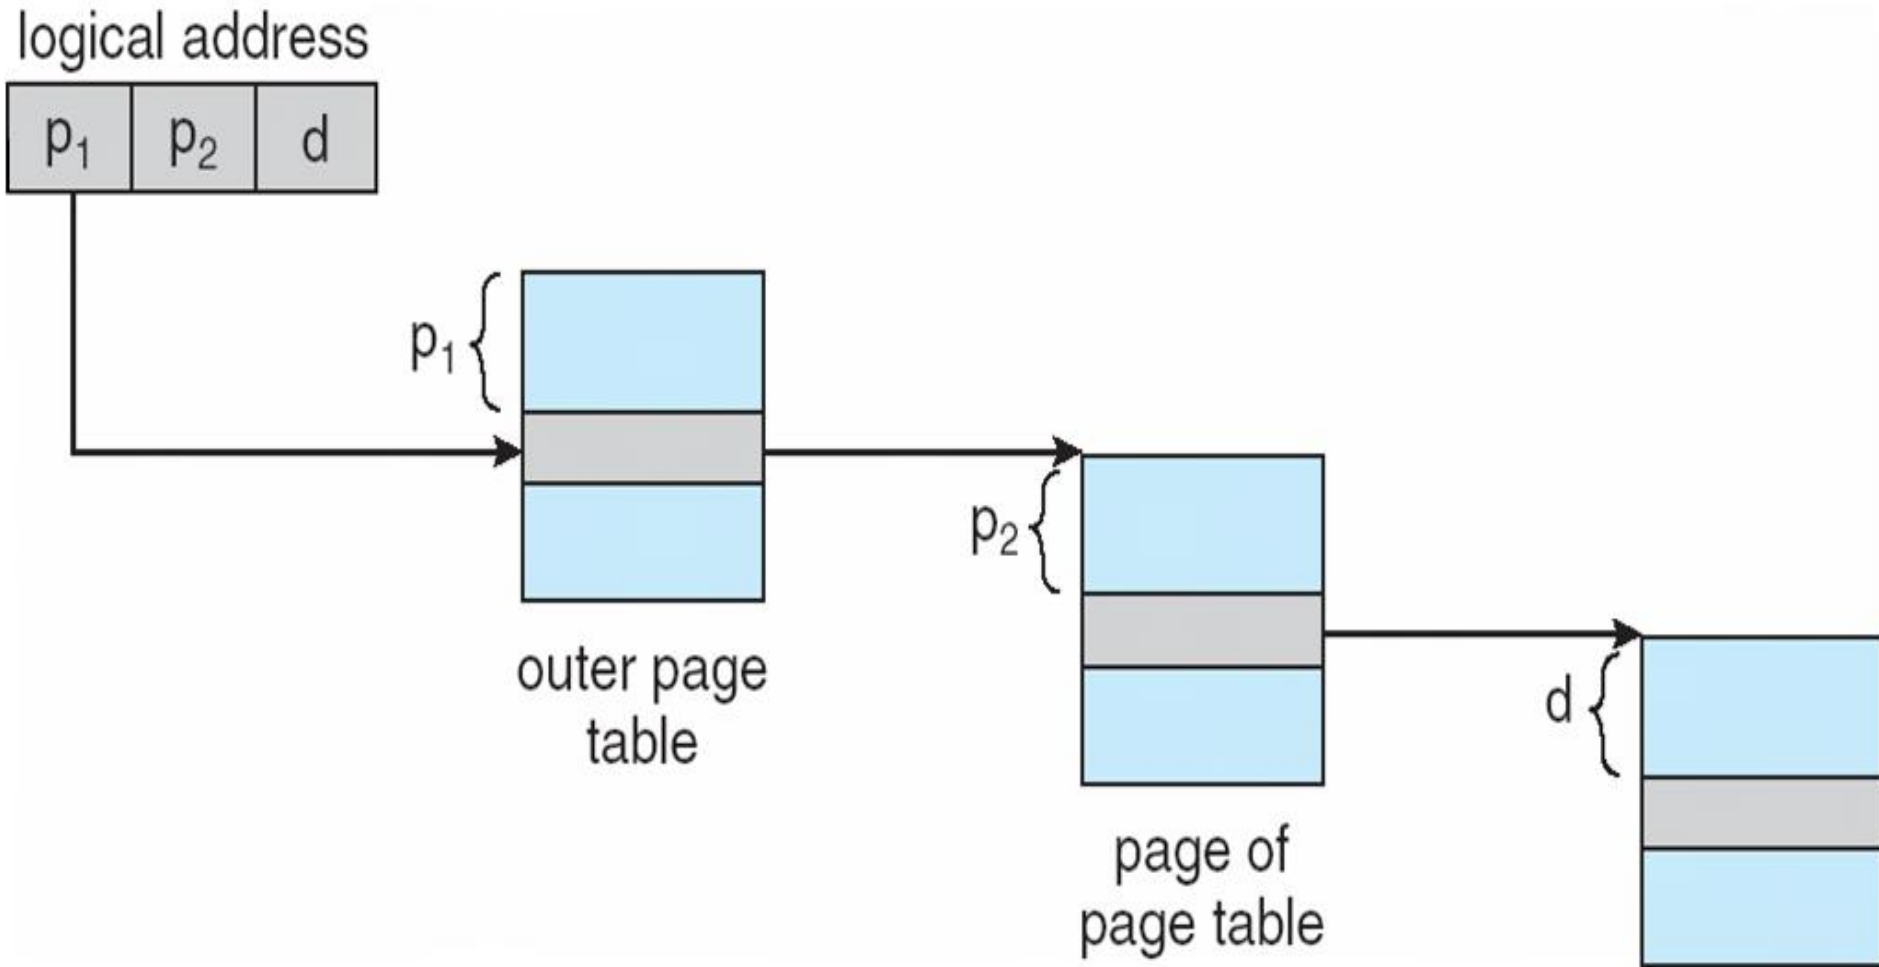 logical address
p₁ p₂ d
p₁
outer page
table
p₂
page of
page table
d